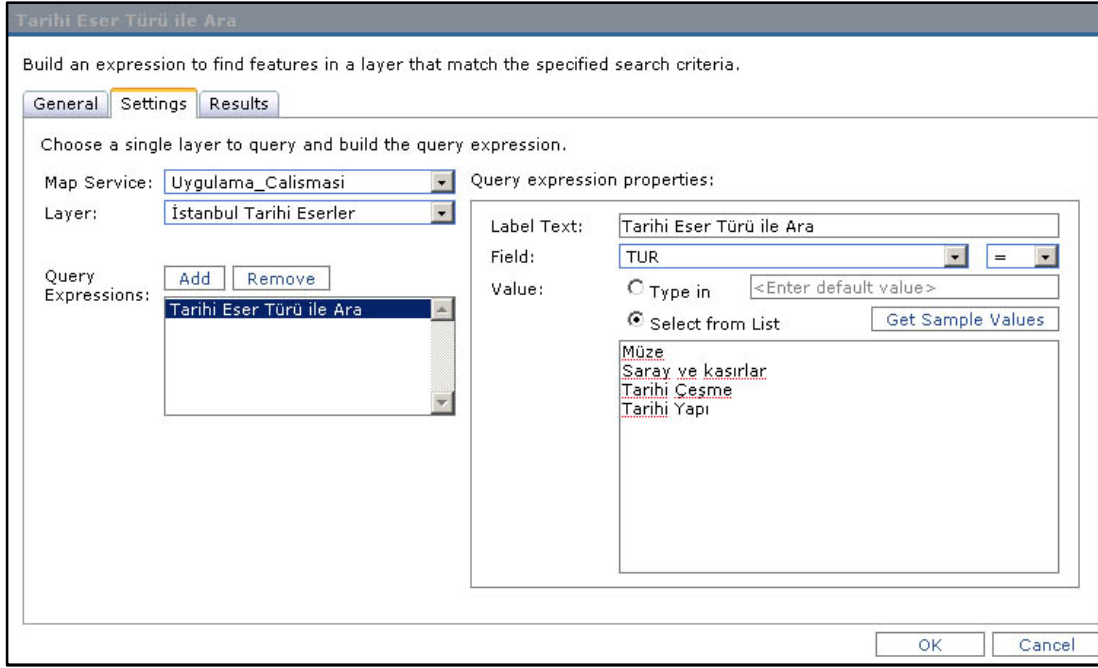 Tarihi Eser Türü ile Ara
Build an expression to find features in a layer that match the specified search criteria.
General Settings Results
Choose a single layer to query and build the query expression.
Map Service: Uygulama_Calismasi
Layer: İstanbul Tarihi Eserler
Query Expressions: Add Remove
Tarihi Eser Türü ile Ara
Query expression properties:
Label Text: Tarihi Eser Türü ile Ara
Field: TUR =
Value: Type in <Enter default value>
Select from List Get Sample Values
Müze
Saray ve kasırlar
Tarihi Çeşme
Tarihi Yapı
OK Cancel